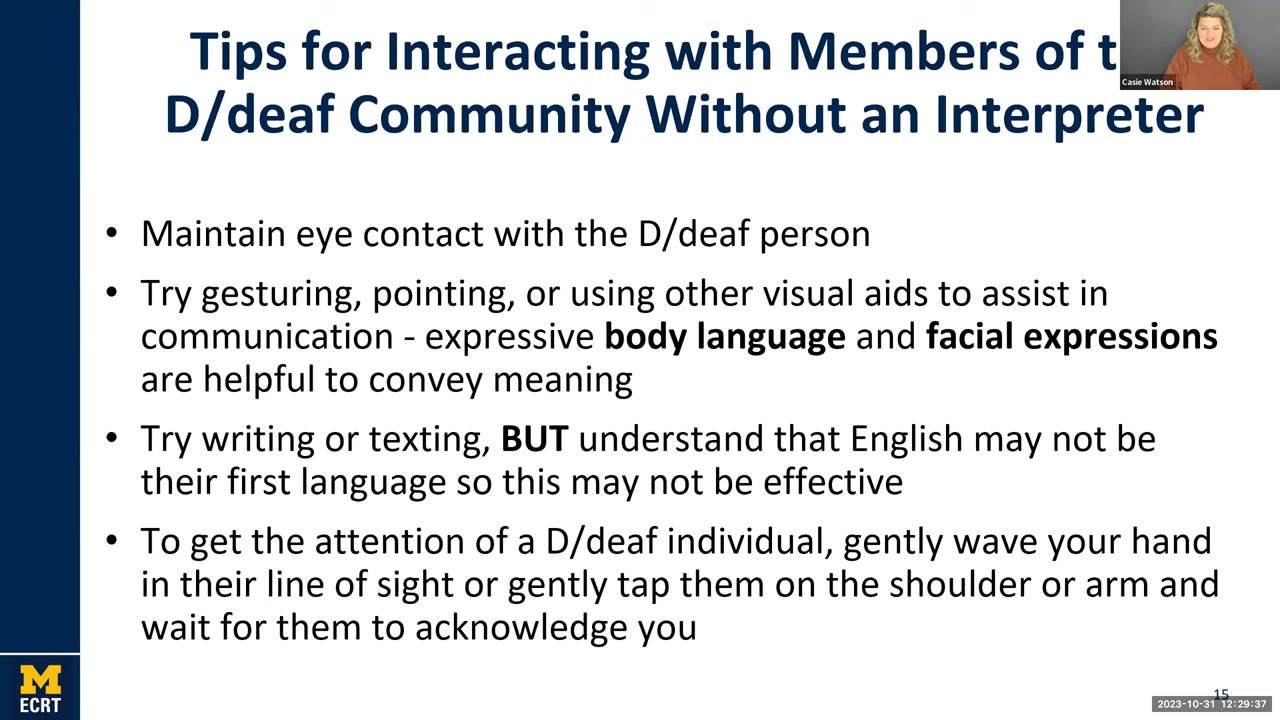 Tips for Interacting with Members of t
D/deaf Community Without an Interpreter
Casie Watson
• Maintain eye contact with the D/deaf person
• Try gesturing, pointing, or using other visual aids to assist in
communication - expressive body language and facial expressions
are helpful to convey meaning
• Try writing or texting, BUT understand that English may not be
their first language so this may not be effective
• To get the attention of a D/deaf individual, gently wave your hand
in their line of sight or gently tap them on the shoulder or arm and
wait for them to acknowledge you
M
ECRT
15
2023-10-31 12:29:37